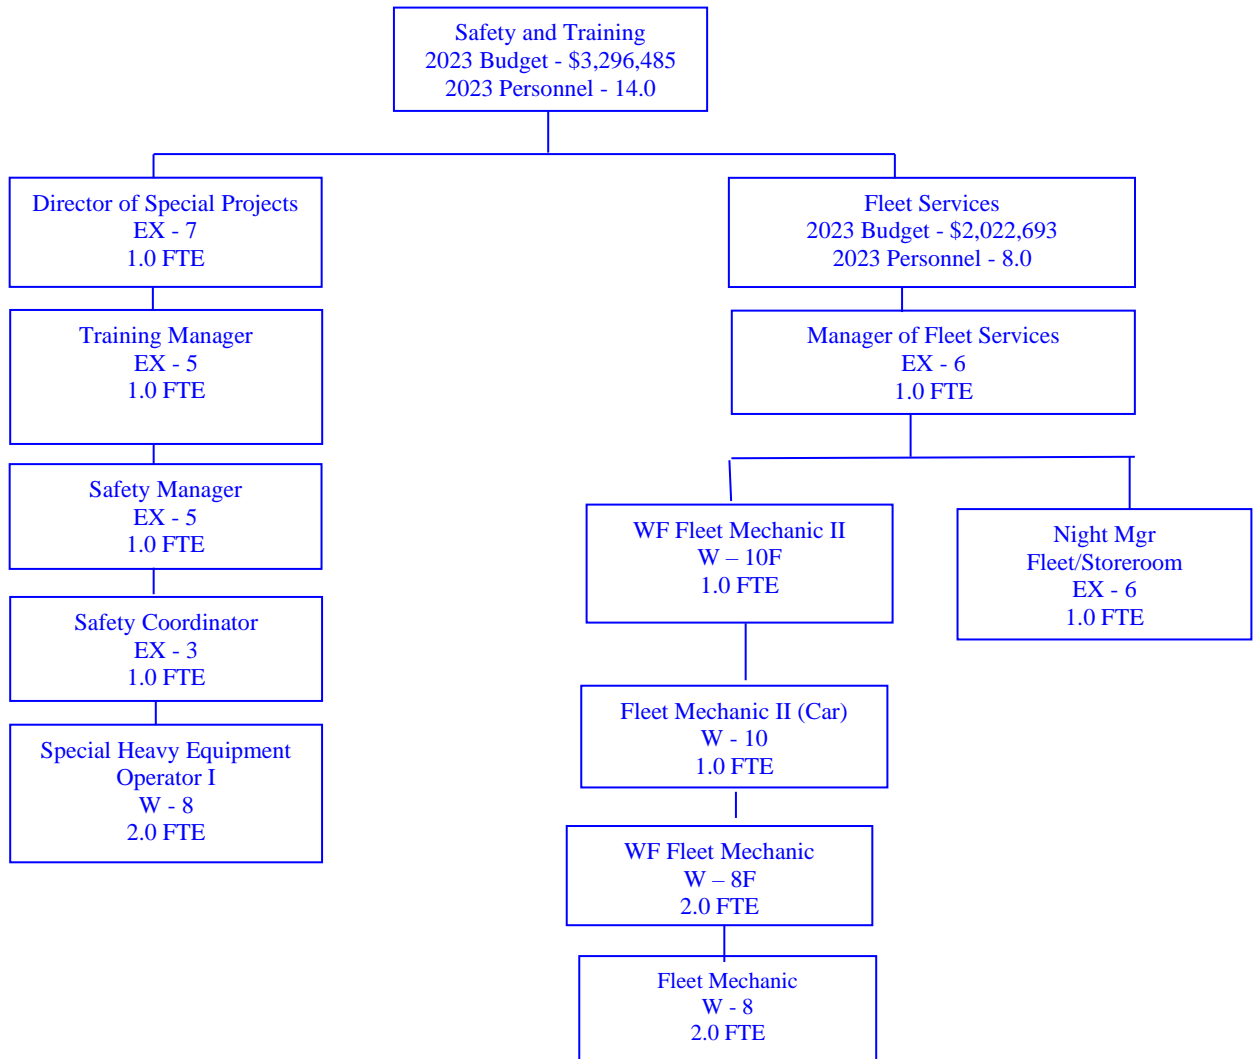 Safety and Training
2023 Budget - $3,296,485
2023 Personnel - 14.0
Director of Special Projects
EX - 7
1.0 FTE
Fleet Services
2023 Budget - $2,022,693
2023 Personnel - 8.0
Training Manager
EX - 5
1.0 FTE
Manager of Fleet Services
EX - 6
1.0 FTE
Safety Manager
EX - 5
1.0 FTE
WF Fleet Mechanic II
W – 10F
1.0 FTE
Night Mgr
Fleet/Storeroom
EX - 6
1.0 FTE
Safety Coordinator
EX - 3
1.0 FTE
Fleet Mechanic II (Car)
W - 10
1.0 FTE
Special Heavy Equipment
Operator I
W - 8
2.0 FTE
WF Fleet Mechanic
W – 8F
2.0 FTE
Fleet Mechanic
W - 8
2.0 FTE